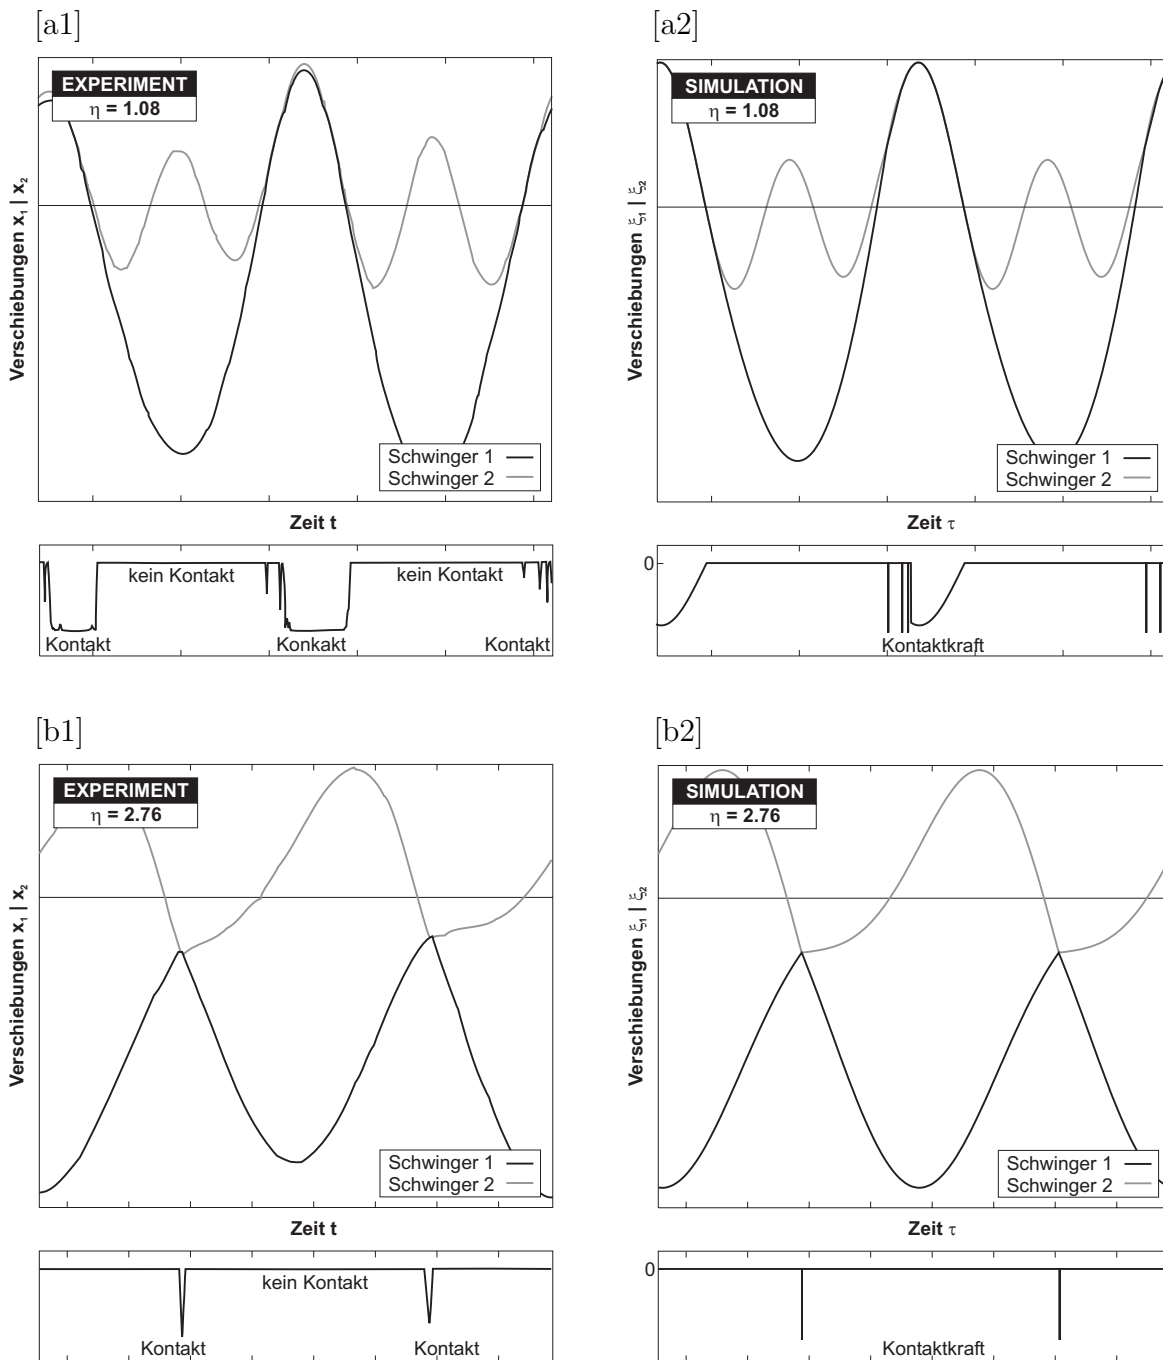 [a1]
EXPERIMENT
η = 1.08
Verschiebungen x₁ | x₂
Schwinger 1
Schwinger 2
Zeit t
kein Kontakt
kein Kontakt
Kontakt
Konkakt
Kontakt
[a2]
SIMULATION
η = 1.08
Verschiebungen ξ₁ | ξ₂
Schwinger 1
Schwinger 2
Zeit τ
0
Kontaktkraft
[b1]
EXPERIMENT
η = 2.76
Verschiebungen x₁ | x₂
Schwinger 1
Schwinger 2
Zeit t
kein Kontakt
Kontakt
Kontakt
[b2]
SIMULATION
η = 2.76
Verschiebungen ξ₁ | ξ₂
Schwinger 1
Schwinger 2
Zeit τ
0
Kontaktkraft